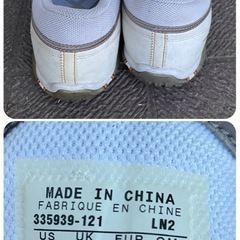 MADE IN CHINA
FABRIQUE EN CHINE
335939-121 LN2
US UK EUR CM